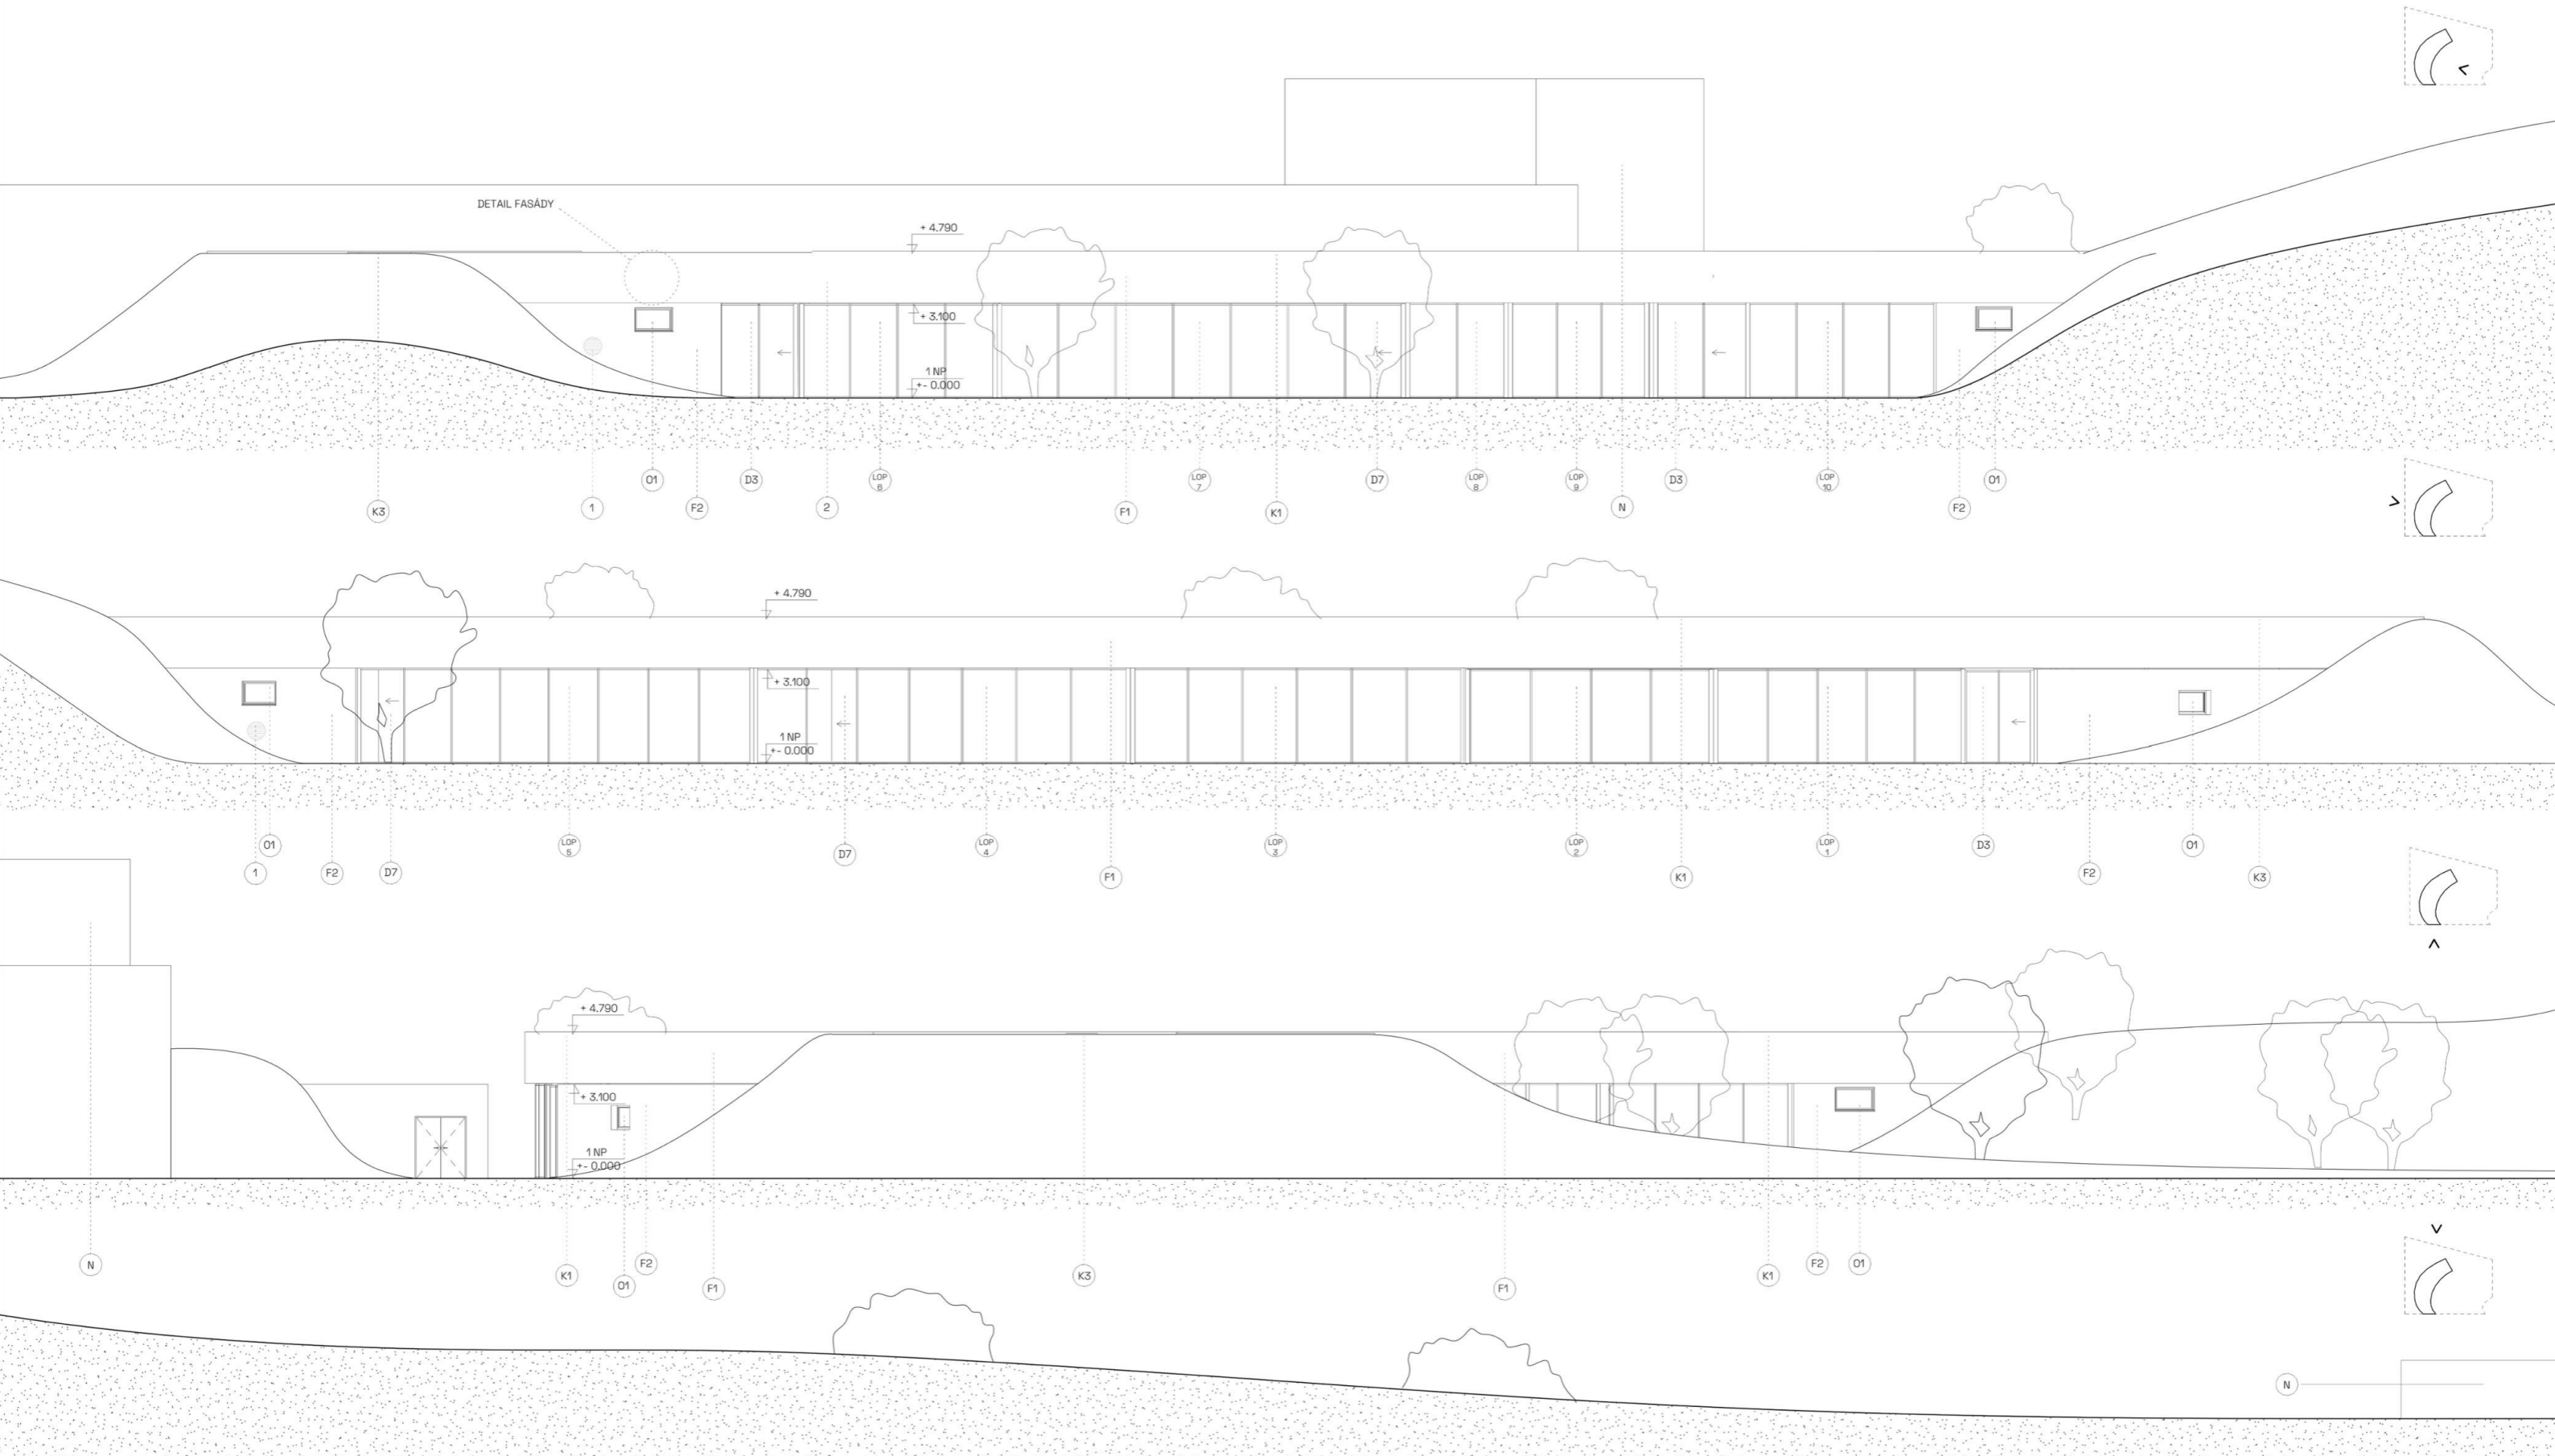 DETAIL FASÁDY
+ 4.790
+ 3.100
1 NP
+- 0.000
O1
D3
LOP
6
LOP
7
D7
LOP
8
LOP
9
D3
LOP
10
O1
K3
1
F2
2
F1
K1
N
F2
+ 4.790
+ 3.100
1 NP
+- 0.000
O1
LOP
5
D7
LOP
4
LOP
3
LOP
2
LOP
1
D3
O1
1
F2
D7
F1
K1
F2
K3
+ 4.790
+ 3.100
1 NP
+- 0.000
N
K1
O1
F2
F1
K3
F1
K1
F2
O1
N